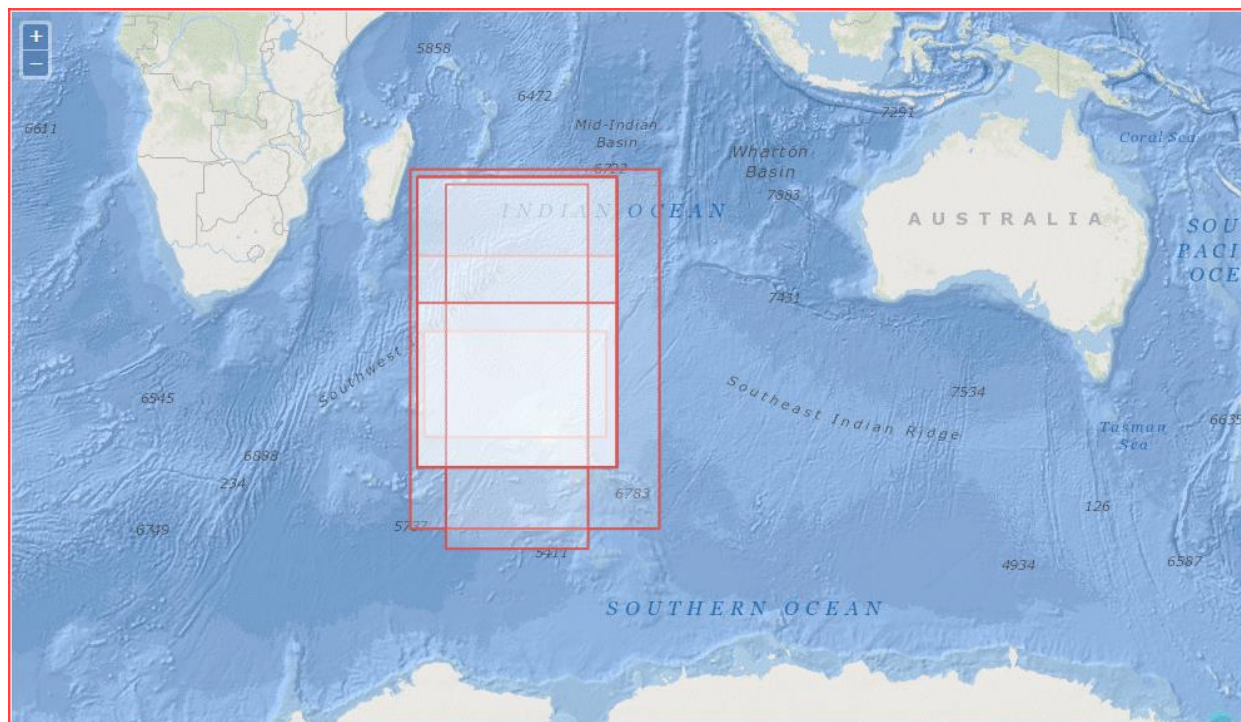 +
−
5858
6472
7291
6611
Mid-Indian
Basin
Coral Sea
Wharton
Basin
6722
7883
INDIAN OCEAN
AUSTRALIA
SOU
PACI
OCE
7431
Southwest
6545
7534
Southeast Indian Ridge
6635
Tasman
Sea
6898
234
6783
126
6749
5737
5411
4934
6587
SOUTHERN OCEAN